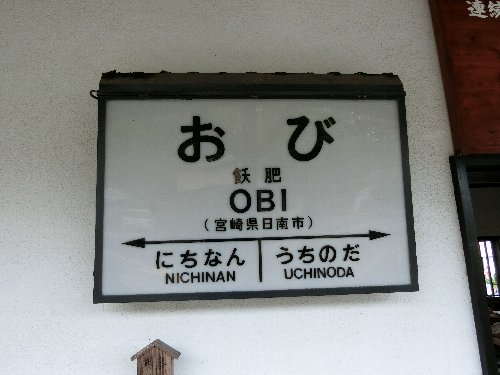 おび
飫肥
OBI
(宮崎県日南市)
にちなん うちのだ
NICHINAN UCHINODA